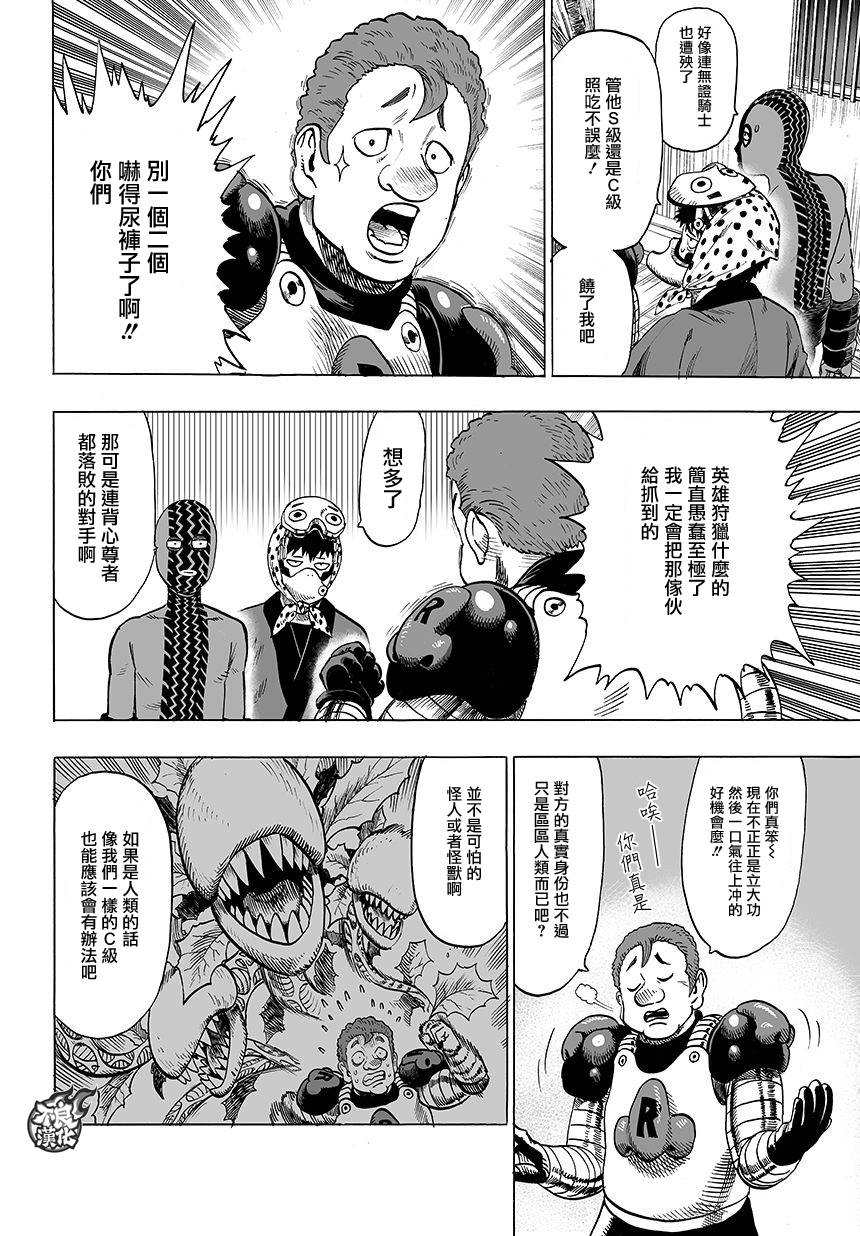 好像連無證騎士
也遭殃了
管他S級還是C級
照吃不誤麼！
饒了我吧
別一個二個
嚇得尿褲子了啊！！
你們
英雄狩獵什麼的
簡直愚蠢至極了
我一定會把那傢伙
給抓到的
R
想多了
那可是連背心尊者
都落敗的對手啊
你們真笨～
現在不正正是立大功
然後一口氣往上冲的
好機會麼！！
哈唉——
你們真是
對方的真實身份也不過
只是區區人類而已吧？
R
並不是可怕的
怪人或者怪獸啊
如果是人類的話
像我們一樣的C級
也能應該會有辦法吧
不良
漢化